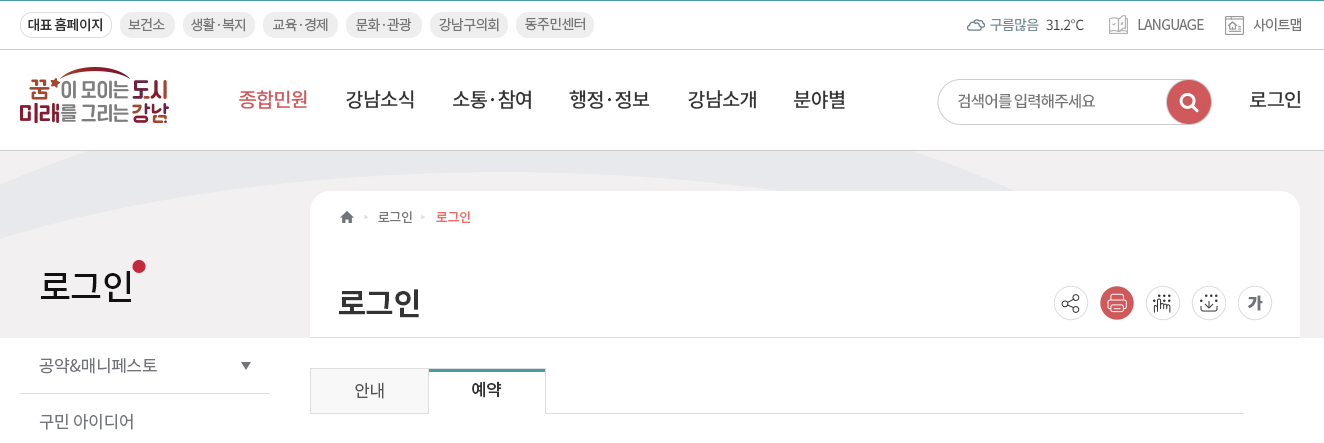 대표 홈페이지 보건소 생활·복지 교육·경제 문화·관광 강남구의회 동주민센터 구름많음 31.2℃ LANGUAGE 사이트맵
꿈이 모이는 도시
미래를 그리는 강남
종합민원 강남소식 소통·참여 행정·정보 강남소개 분야별 검색어를 입력해주세요 로그인
로그인 로그인
로그인
로그인
가
공약&매니페스토
안내 예약
구민 아이디어